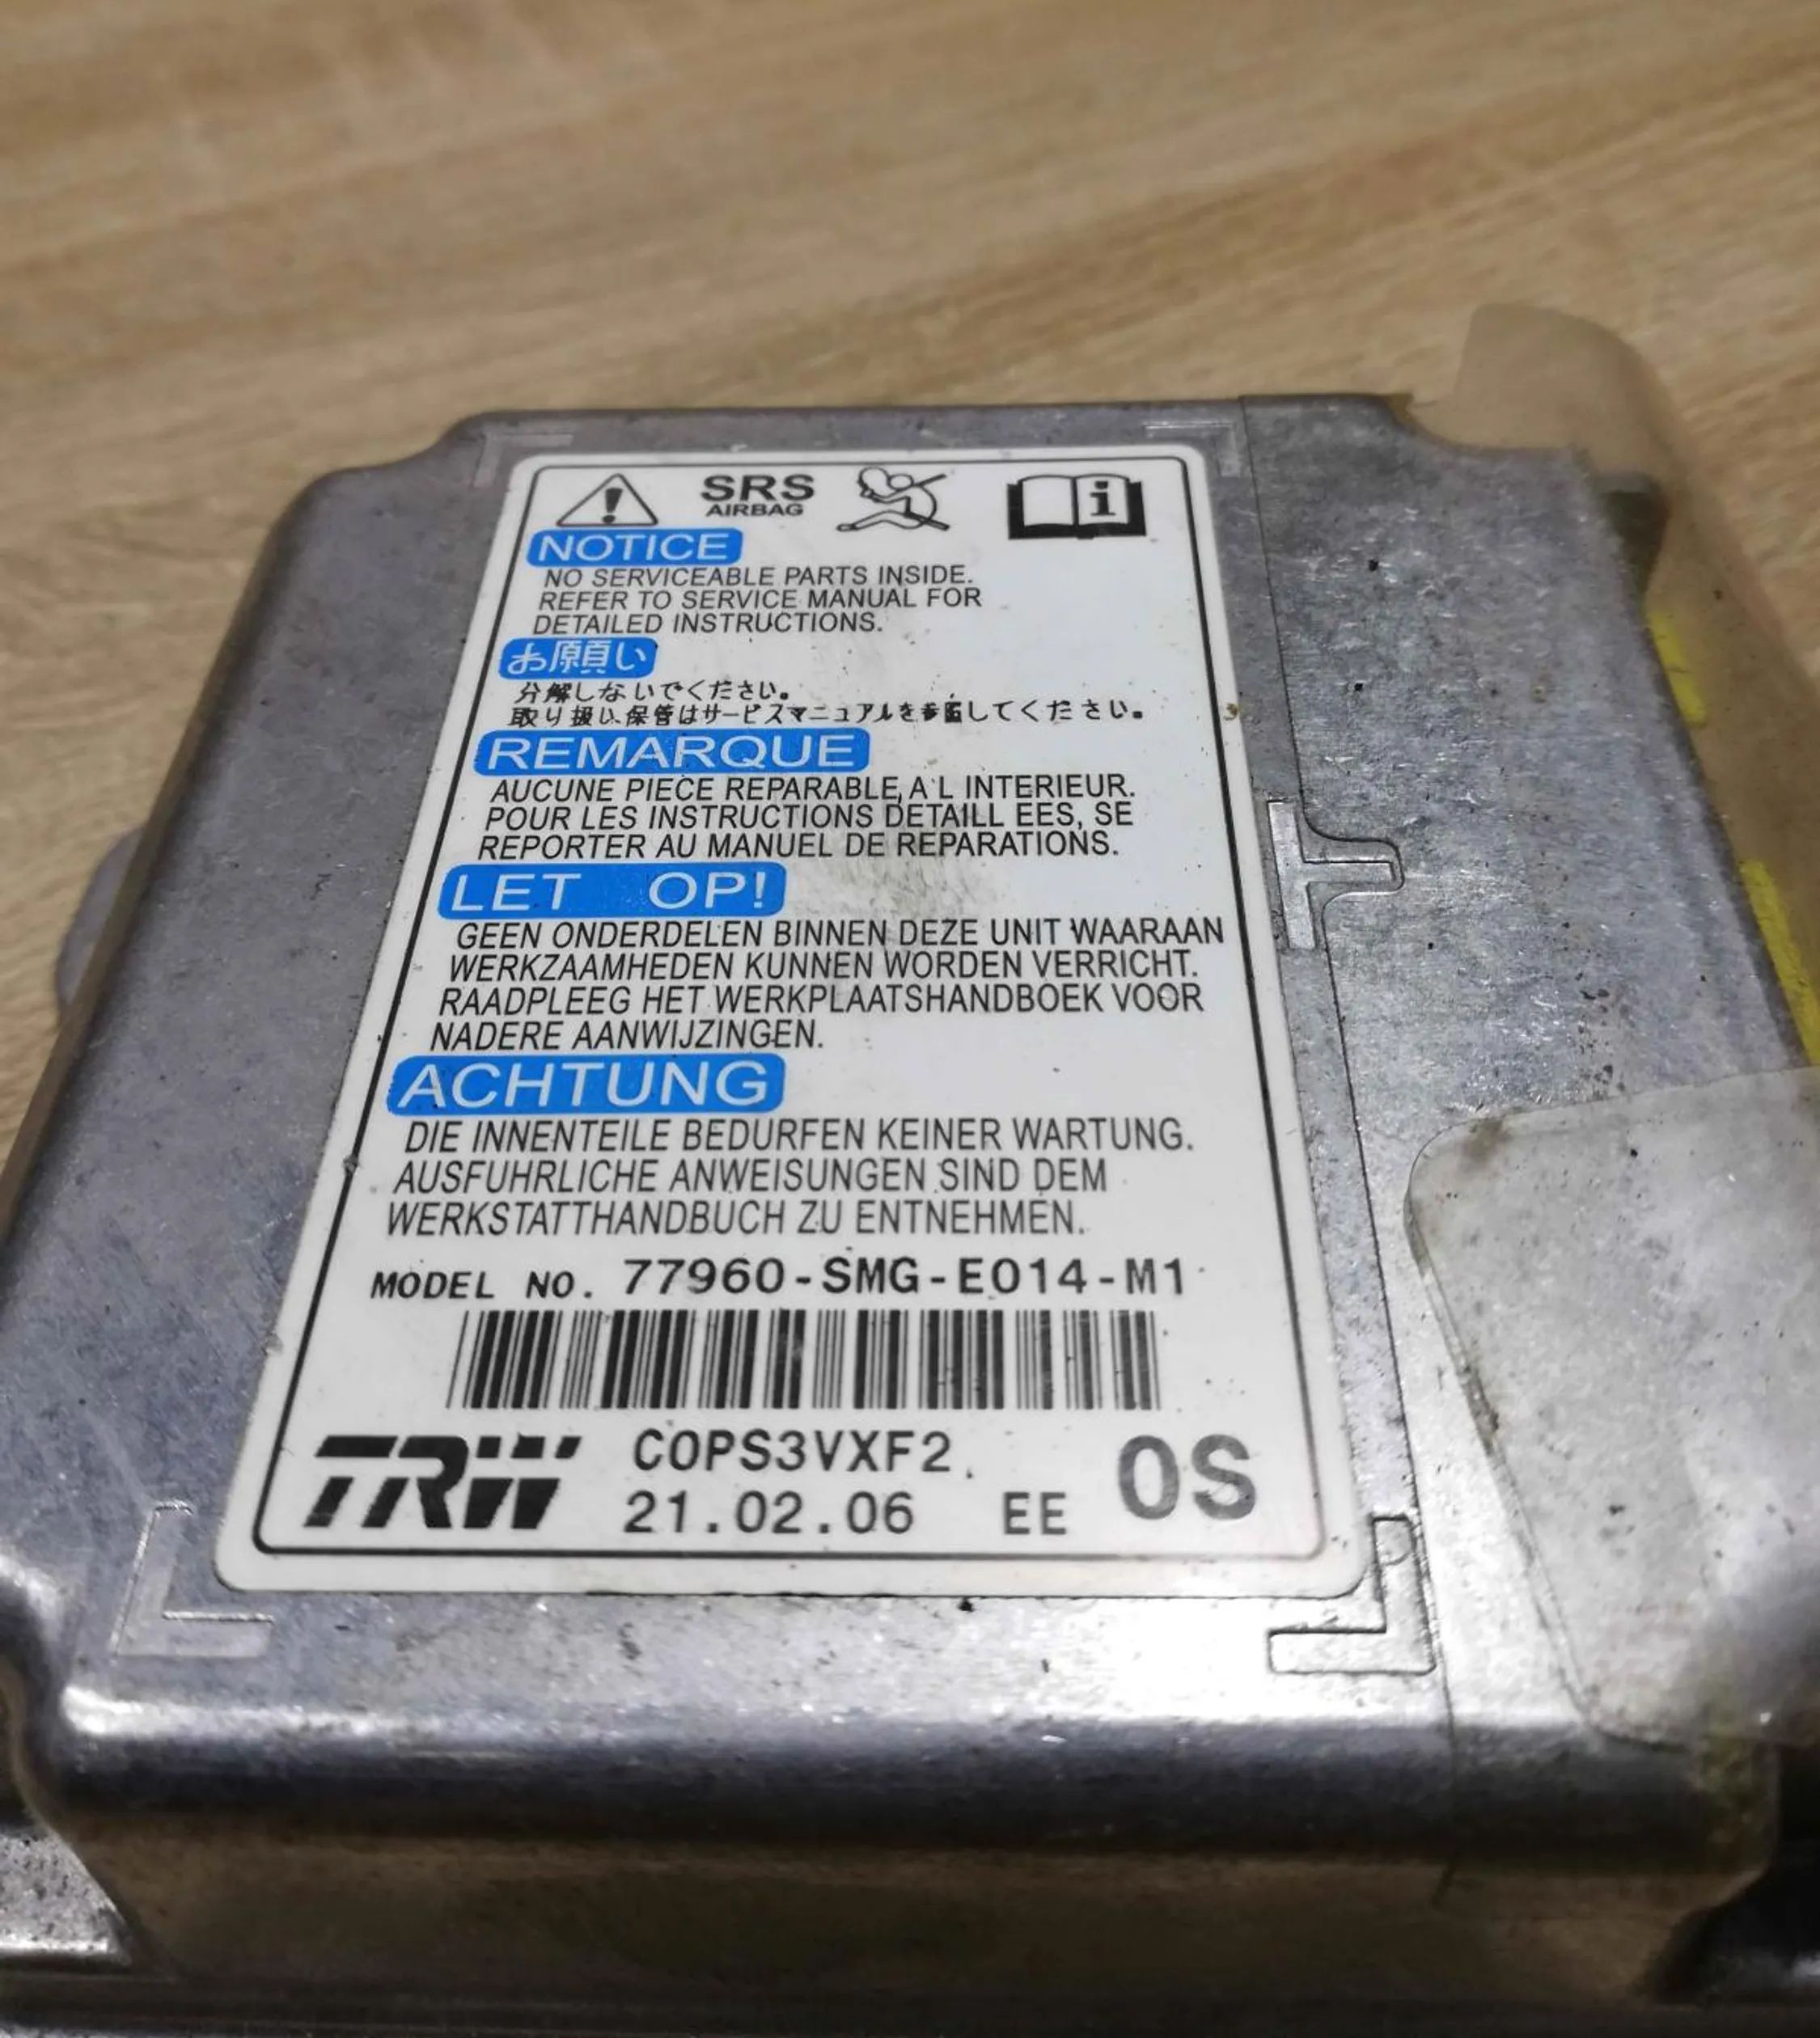 SRS
AIRBAG
NOTICE
NO SERVICEABLE PARTS INSIDE.
REFER TO SERVICE MANUAL FOR
DETAILED INSTRUCTIONS.
お願い
分解しないでください。
取り扱い、保管はサービスマニュアルを参照してください。
REMARQUE
AUCUNE PIECE REPARABLE, A'L INTERIEUR.
POUR LES INSTRUCTIONS DETAILL EES, SE
REPORTER AU MANUEL DE REPARATIONS.
LET OP!
GEEN ONDERDELEN BINNEN DEZE UNIT WAARAAN
WERKZAAMHEDEN KUNNEN WORDEN VERRICHT.
RAADPLEEG HET WERKPLAATSHANDBOEK VOOR
NADERE AANWIJZINGEN.
ACHTUNG
DIE INNENTEILE BEDURFEN KEINER WARTUNG.
AUSFUHRLICHE ANWEISUNGEN SIND DEM
WERKSTATTHANDBUCH ZU ENTNEHMEN.
MODEL NO. 77960-SMG-E014-M1
TRW COPS3VXF2 0S
21.02.06 EE